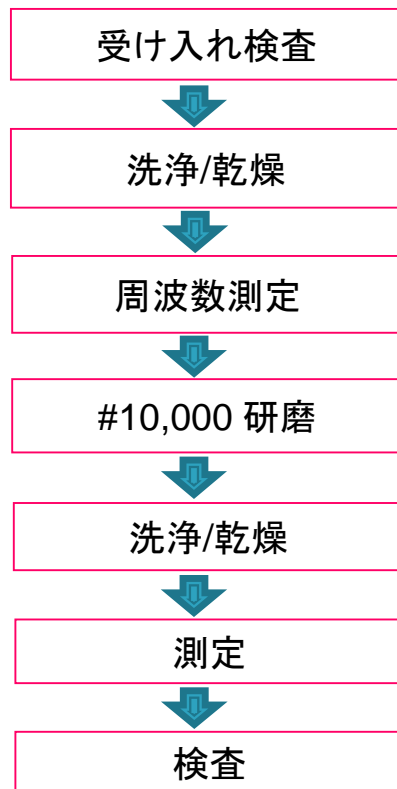 受け入れ検査
洗浄/乾燥
周波数測定
#10,000 研磨
洗浄/乾燥
測定
検査